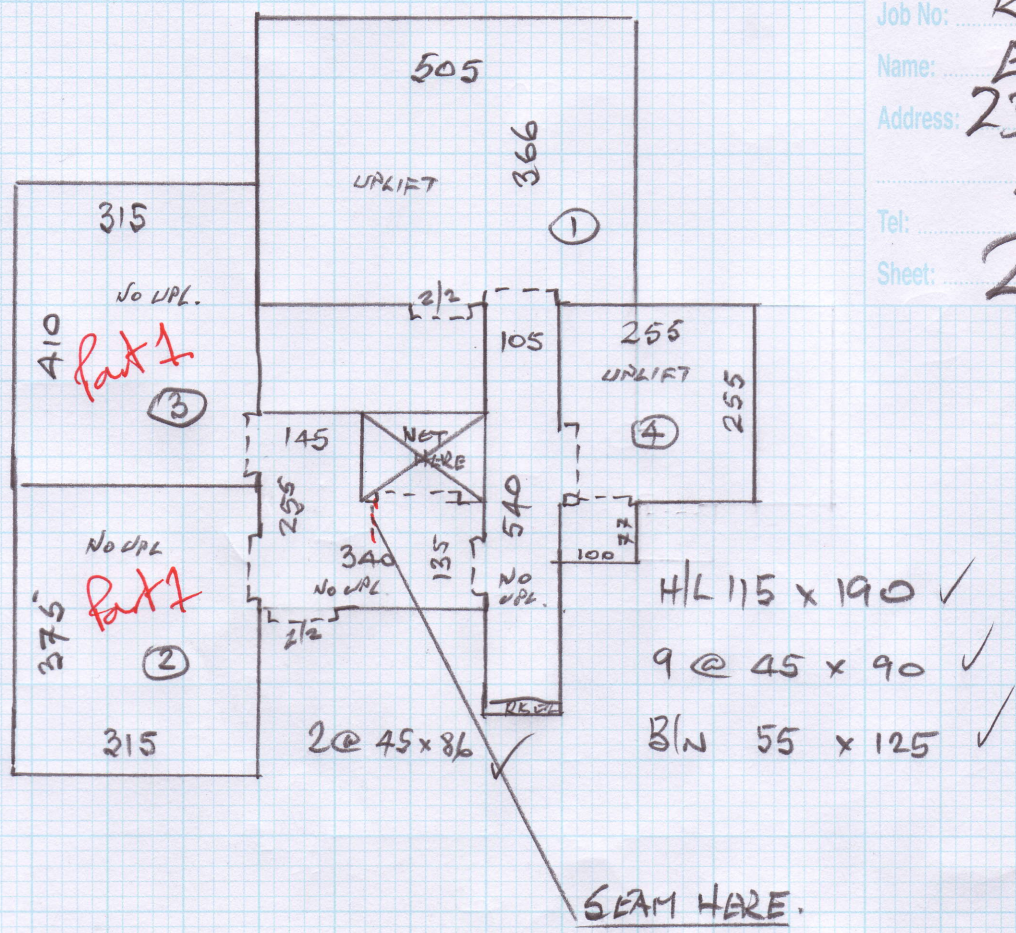 Job No:
Name:
Address: 23
Tel:
Sheet: 2
505
366
UPLIFT
1
315
NO UPL.
410
Part 1
3
2/2
105
255
UPLIFT
255
4
145
NET
HERE
255
540
340
135
NO UPL
NO
UPL.
77
100
NO UPL
Part 1
375
2
315
2/2
2@ 45 x 86
H/L 115 x 190 ✓
9 @ 45 x 90 ✓
B/N 55 x 125 ✓
SEAM HERE.